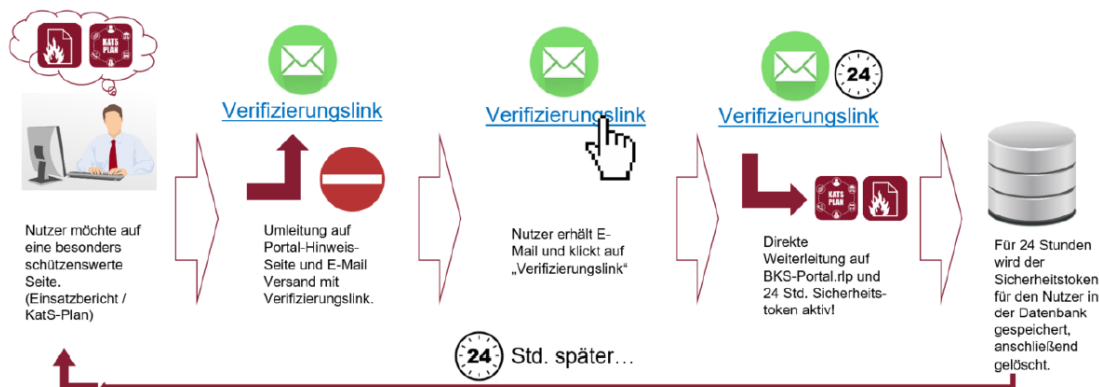 KATS
PLAN
Verifizierungslink
Verifizierungslink
24
Verifizierungslink
KATS
PLAN
Nutzer möchte auf
eine besonders
schützenswerte
Seite.
(Einsatzbericht /
KatS-Plan)
Umleitung auf
Portal-Hinweis-
Seite und E-Mail
Versand mit
Verifizierungslink.
Nutzer erhält E-
Mail und klickt auf
„Verifizierungslink“
Direkte
Weiterleitung auf
BKS-Portal.rlp und
24 Std. Sicherheits-
token aktiv!
Für 24 Stunden
wird der
Sicherheitstoken
für den Nutzer in
der Datenbank
gespeichert,
anschließend
gelöscht.
24 Std. später...